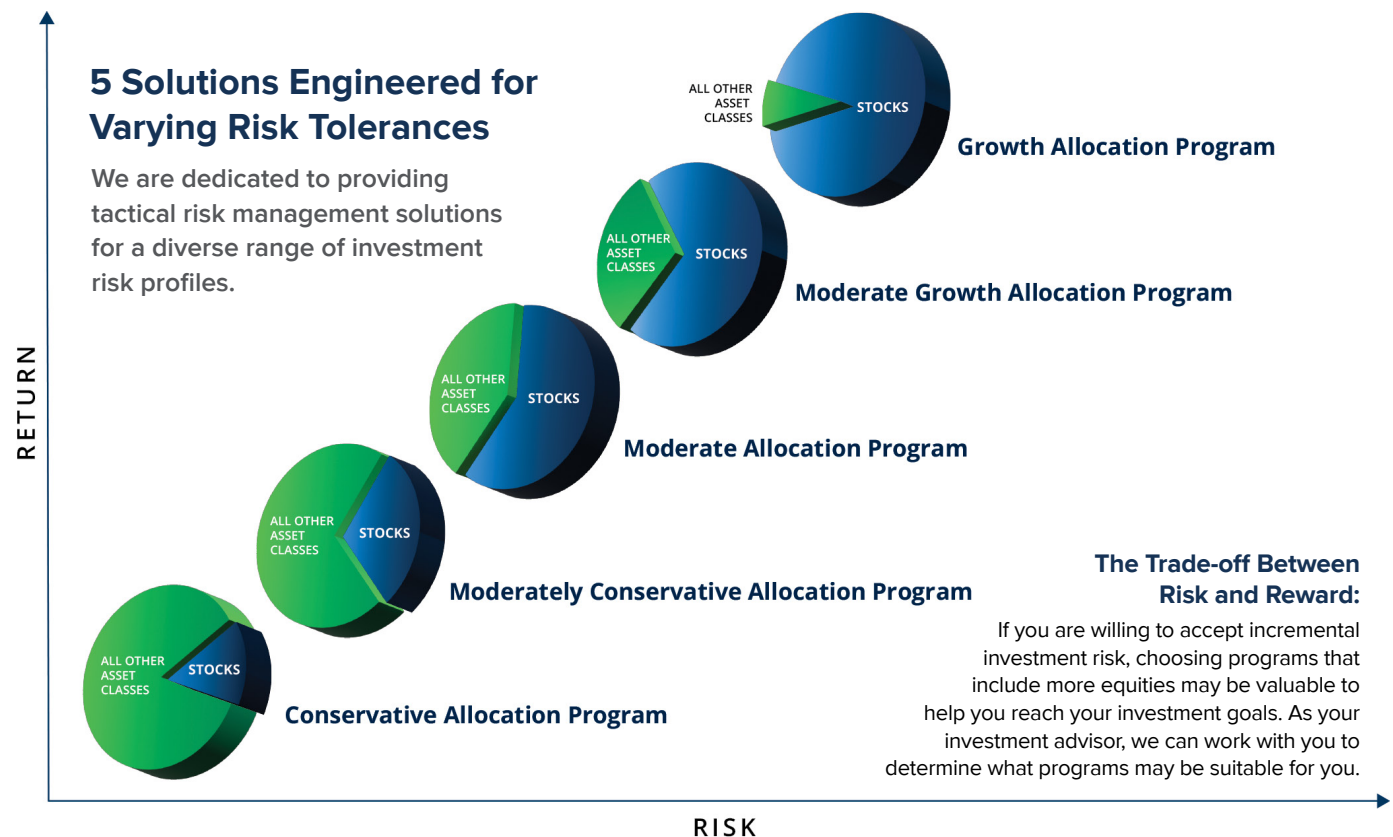 5 Solutions Engineered for
Varying Risk Tolerances
We are dedicated to providing
tactical risk management solutions
for a diverse range of investment
risk profiles.
ALL OTHER
ASSET
CLASSES
STOCKS
Growth Allocation Program
ALL OTHER
ASSET
CLASSES
STOCKS
Moderate Growth Allocation Program
ALL OTHER
ASSET
CLASSES
STOCKS
Moderate Allocation Program
ALL OTHER
ASSET
CLASSES
STOCKS
Moderately Conservative Allocation Program
ALL OTHER
ASSET
CLASSES
STOCKS
Conservative Allocation Program
The Trade-off Between
Risk and Reward:
If you are willing to accept incremental
investment risk, choosing programs that
include more equities may be valuable to
help you reach your investment goals. As your
investment advisor, we can work with you to
determine what programs may be suitable for you.
RETURN
RISK